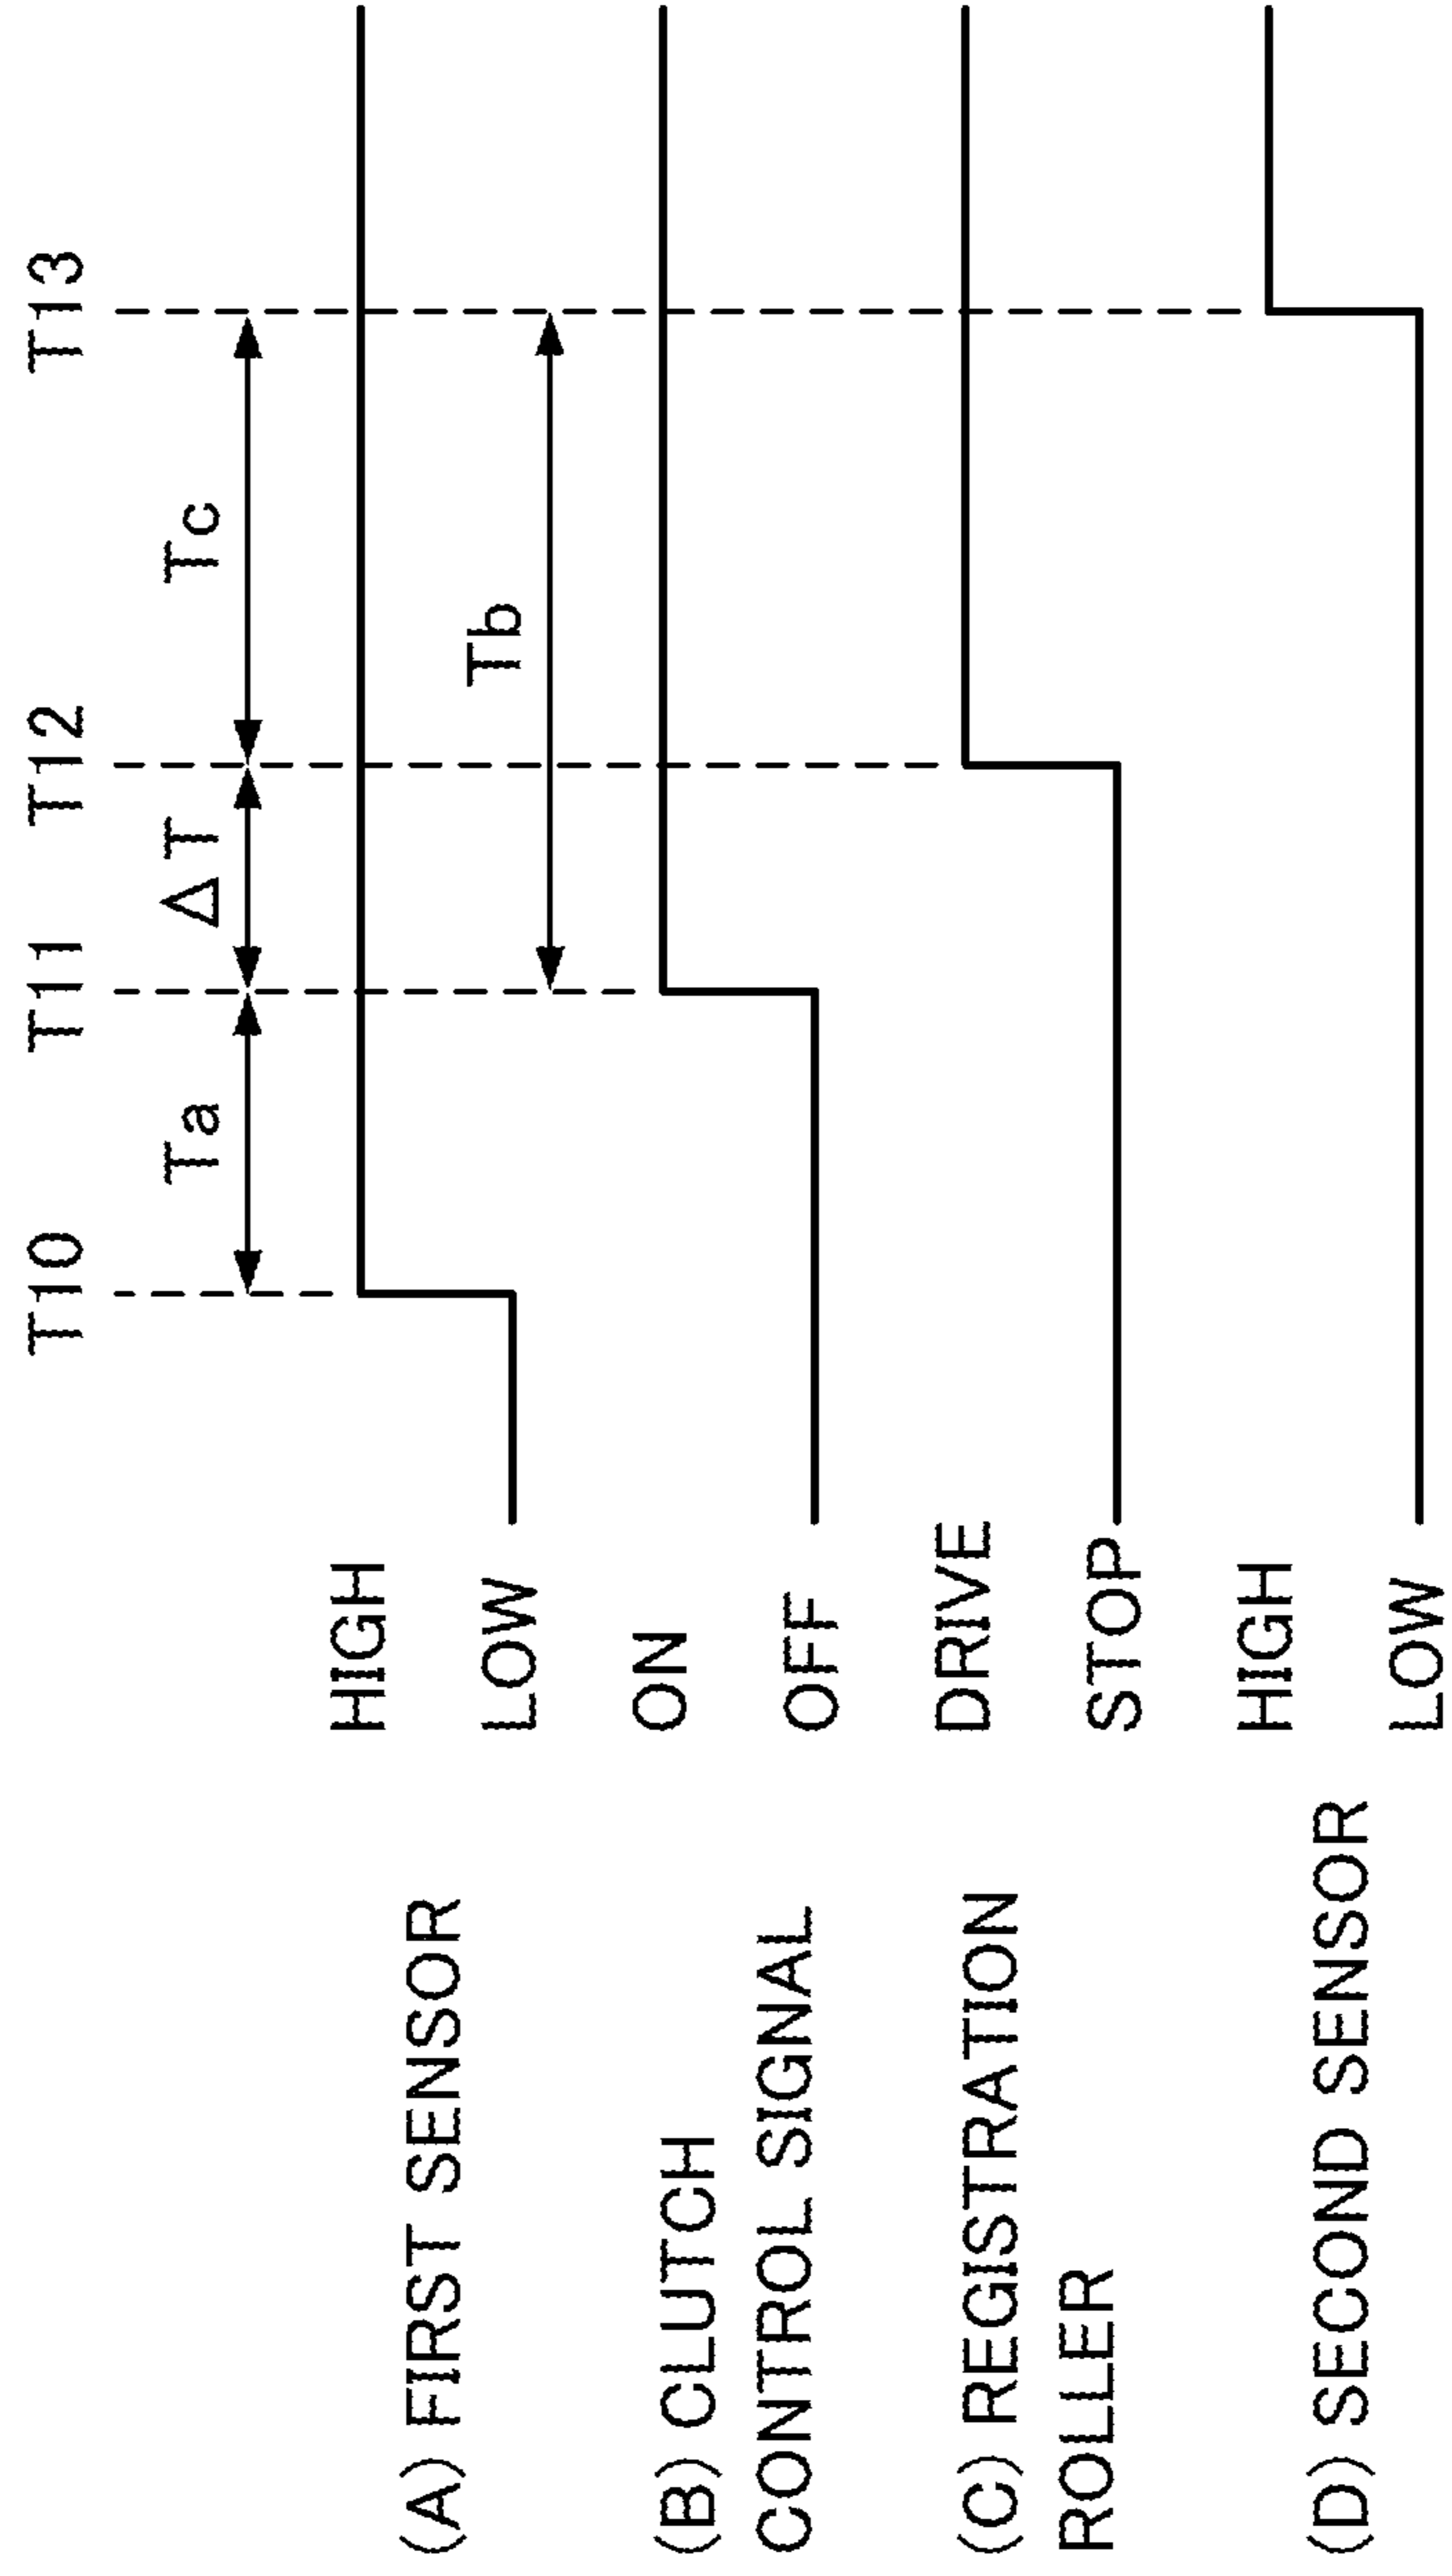 T10 T11 T12 T13
Ta ΔT Tc
Tb
(A) FIRST SENSOR
HIGH
LOW
(B) CLUTCH
CONTROL SIGNAL
ON
OFF
(C) REGISTRATION
ROLLER
DRIVE
STOP
(D) SECOND SENSOR
HIGH
LOW